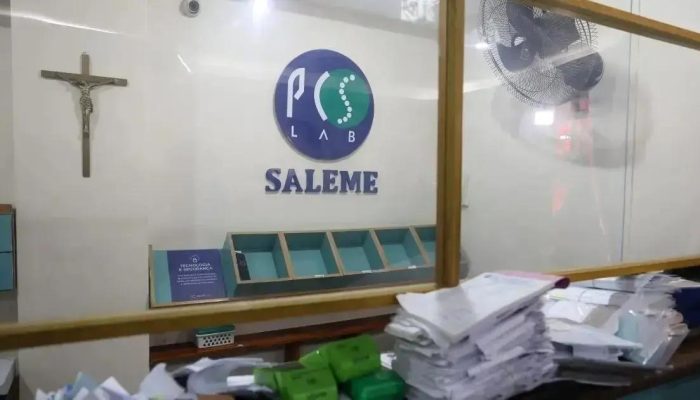 PCS
LAB
SALEME
TECNOLOGIA
E SEGURANÇA